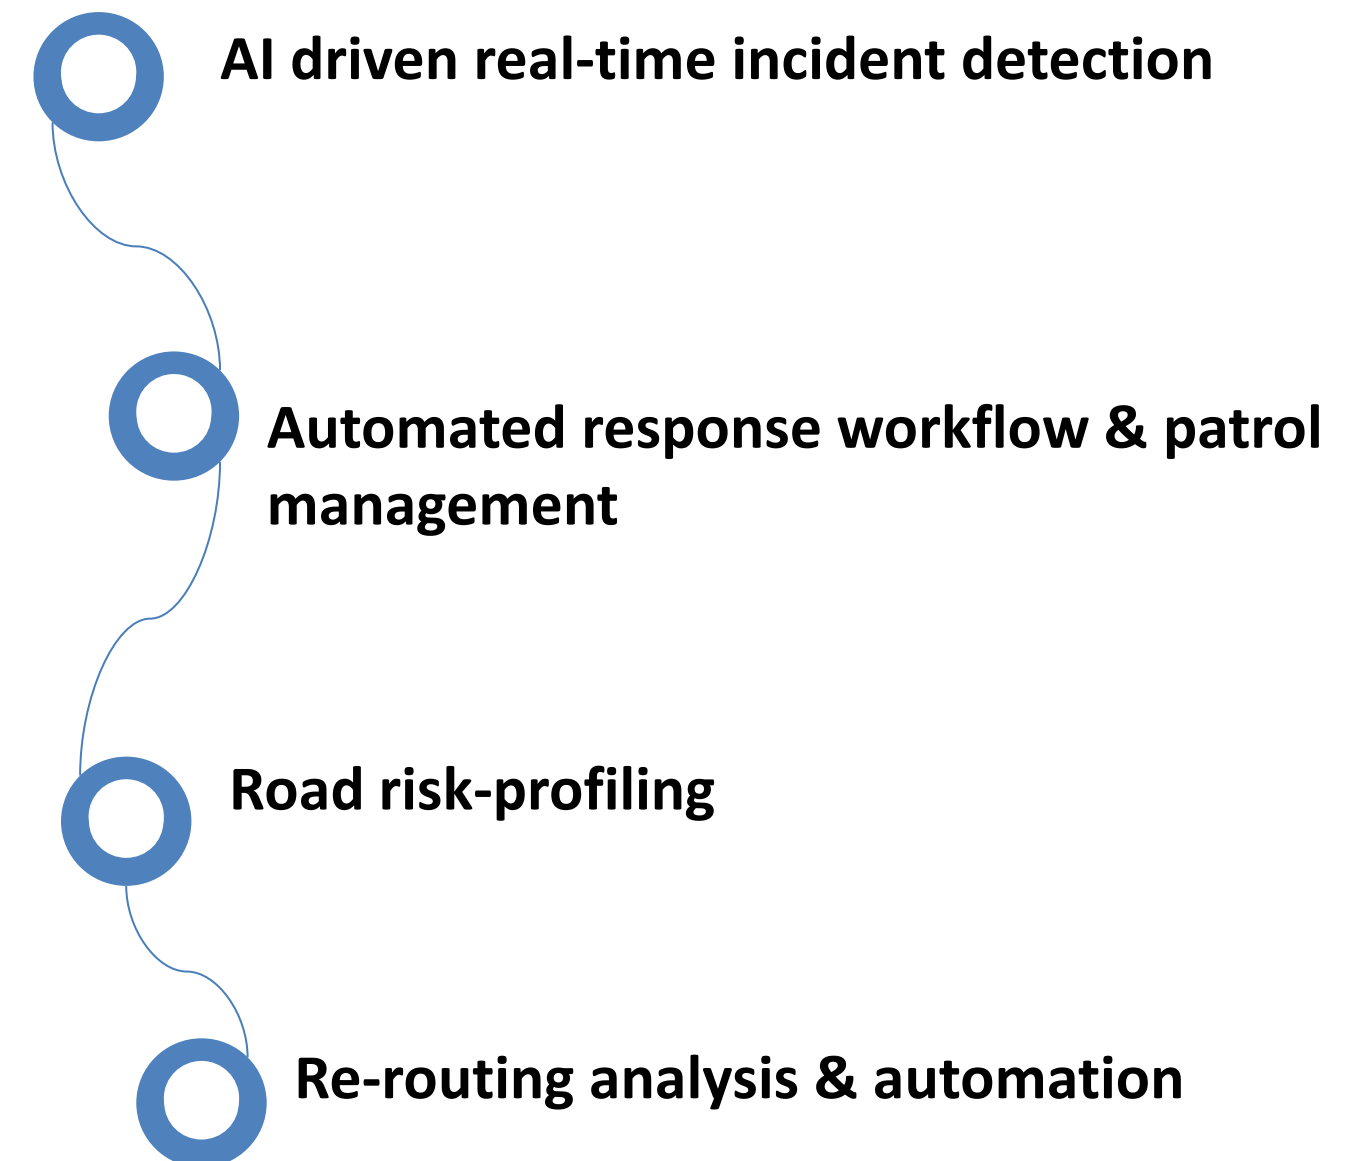 AI driven real-time incident detection
Automated response workflow & patrol
management
Road risk-profiling
Re-routing analysis & automation